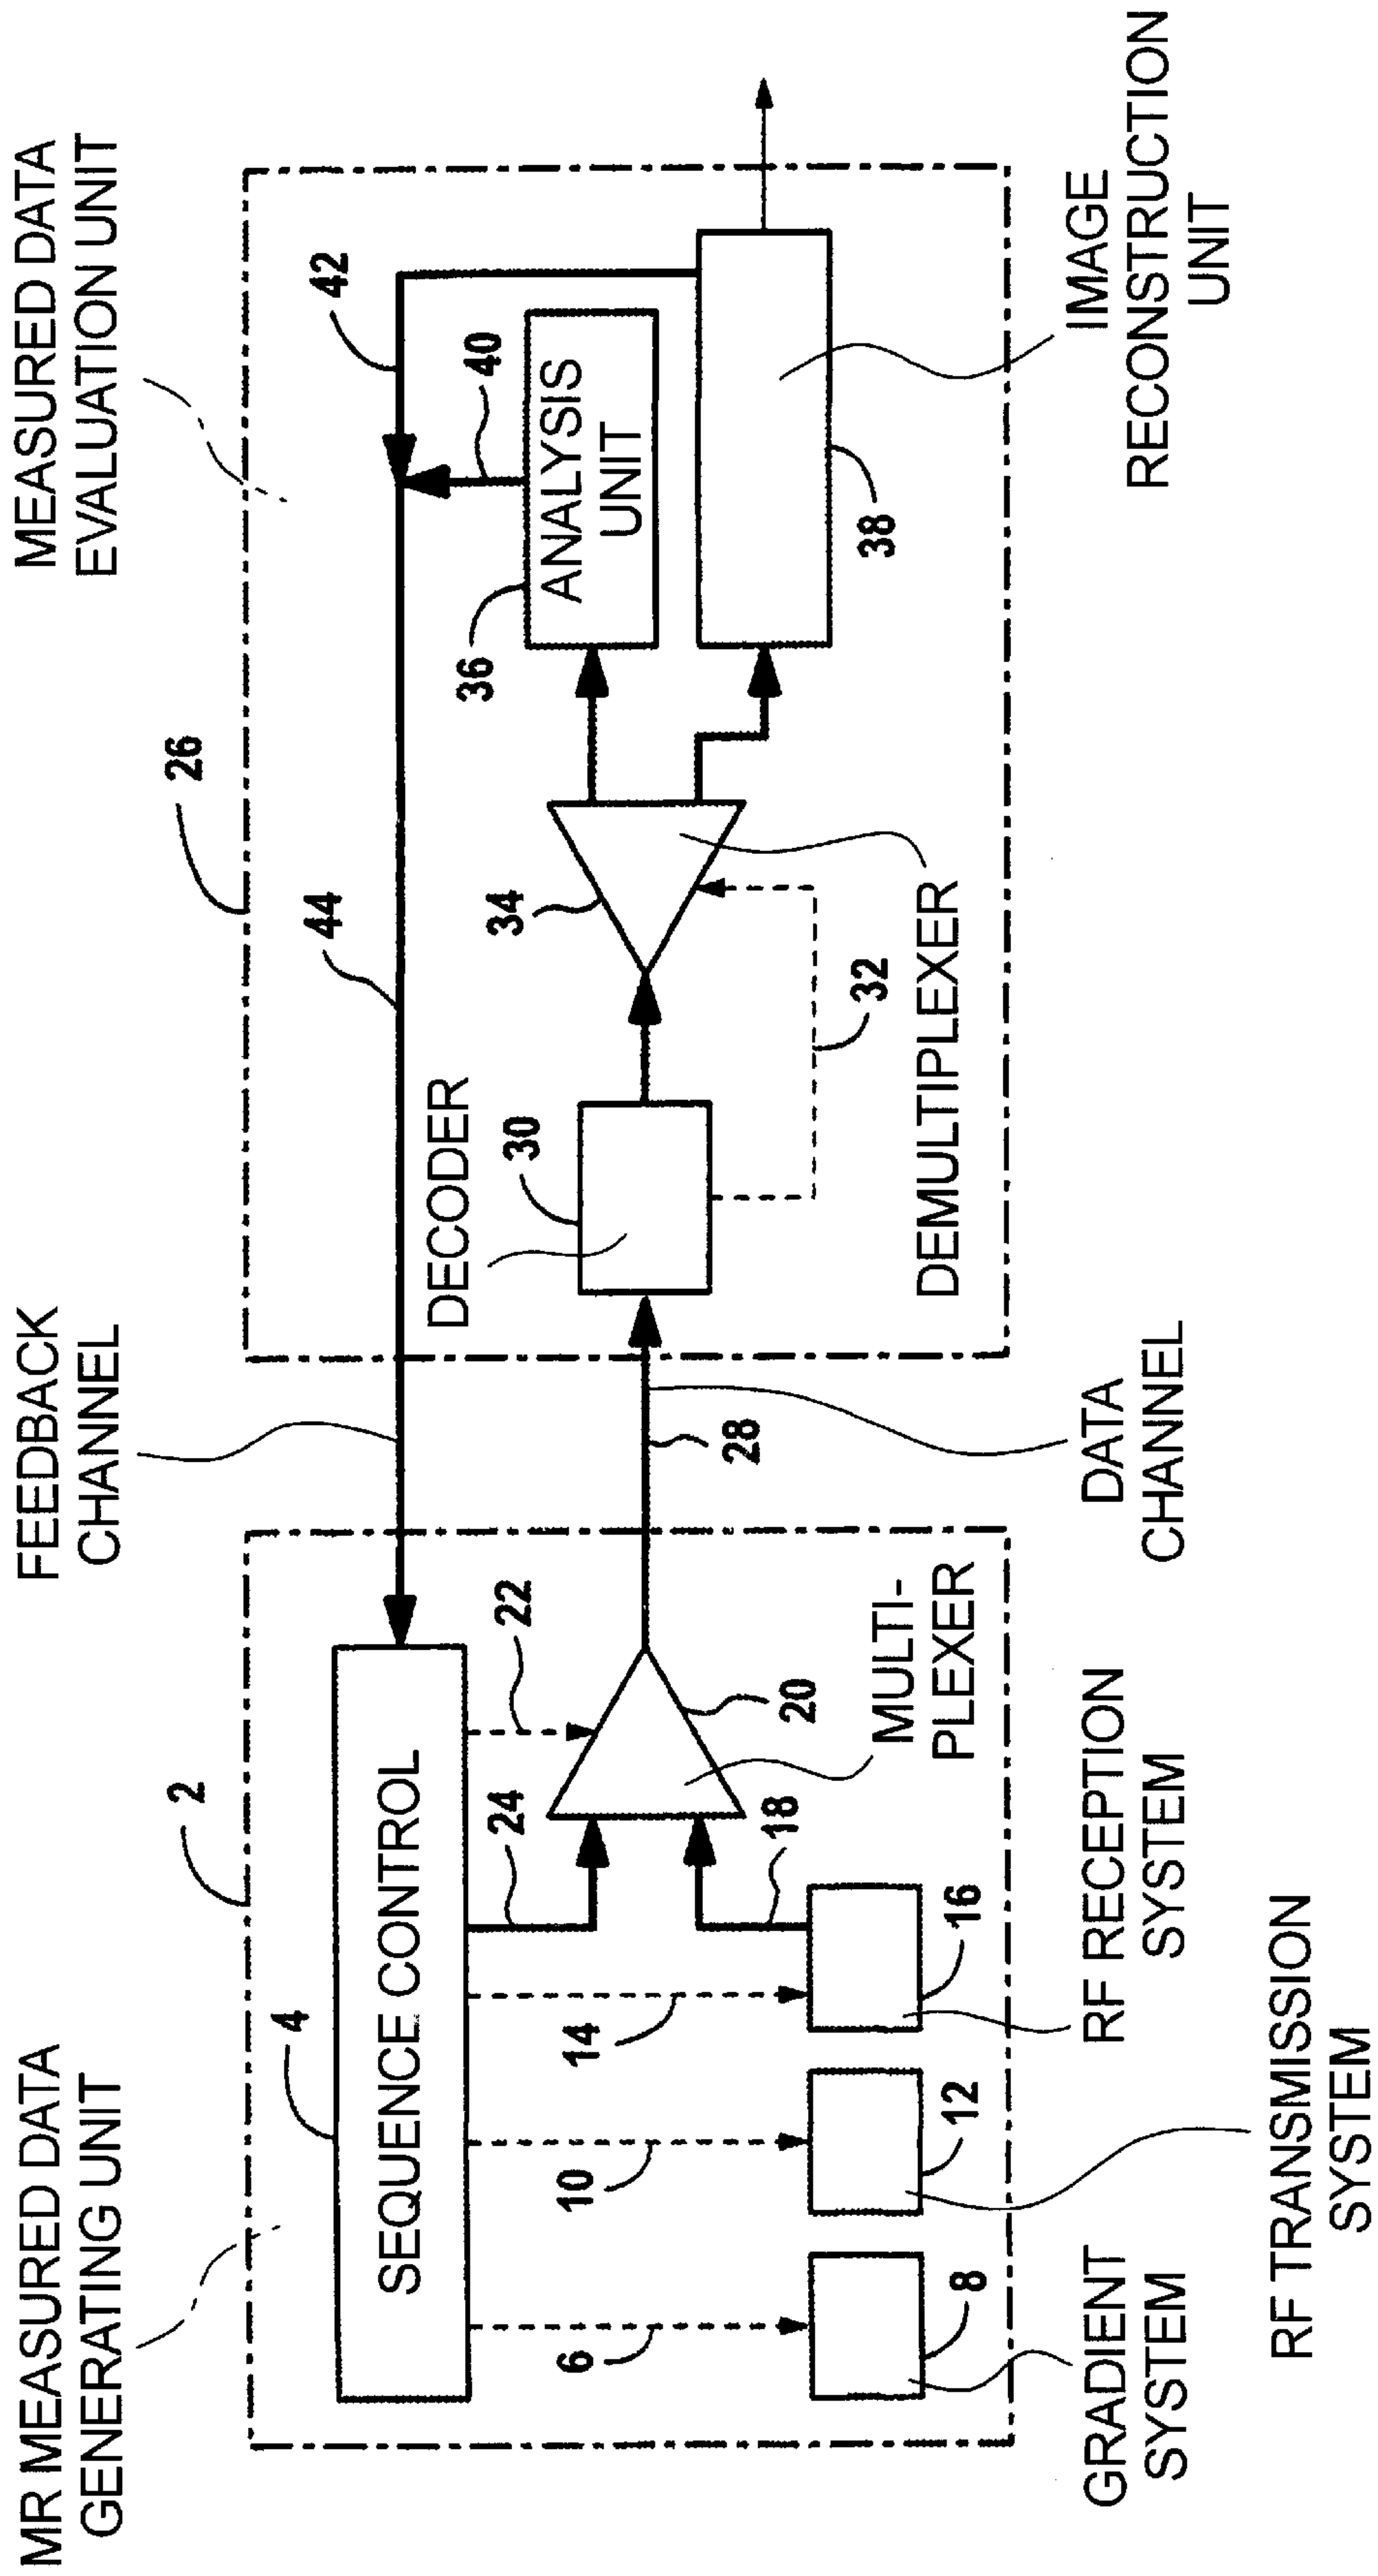 MR MEASURED DATA
GENERATING UNIT
FEEDBACK
CHANNEL
MEASURED DATA
EVALUATION UNIT
2
26
4
SEQUENCE CONTROL
44
42
22
24
DECODER
30
34
36
40
ANALYSIS
UNIT
6
10
14
18
20
28
32
38
MULTI-
PLEXER
DEMULTIPLEXER
8
12
16
GRADIENT
SYSTEM
RF TRANSMISSION
SYSTEM
RF RECEPTION
SYSTEM
DATA
CHANNEL
IMAGE
RECONSTRUCTION
UNIT